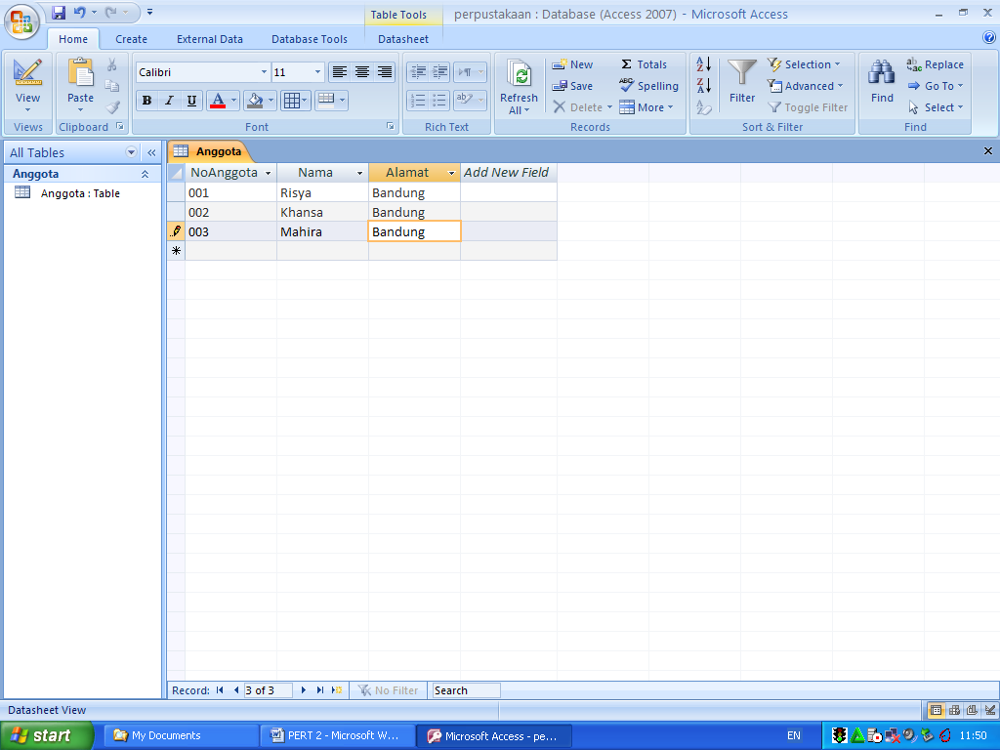 Table Tools
perpustakaan : Database (Access 2007) - Microsoft Access
Home
Create
External Data
Database Tools
Datasheet
View
Views
Paste
Clipboard
Calibri
11
B I U
A
Font
Rich Text
Refresh
All
New
Save
Delete
Totals
Spelling
More
Records
Filter
Selection
Advanced
Toggle Filter
Sort & Filter
Find
Replace
Go To
Select
Find
All Tables
Anggota
Anggota : Table
Anggota
NoAnggota Nama Alamat Add New Field
001 Risya Bandung
002 Khansa Bandung
003 Mahira Bandung
Record: 3 of 3 No Filter Search
Datasheet View
start
My Documents
PERT 2 - Microsoft W...
Microsoft Access - pe...
EN
11:50